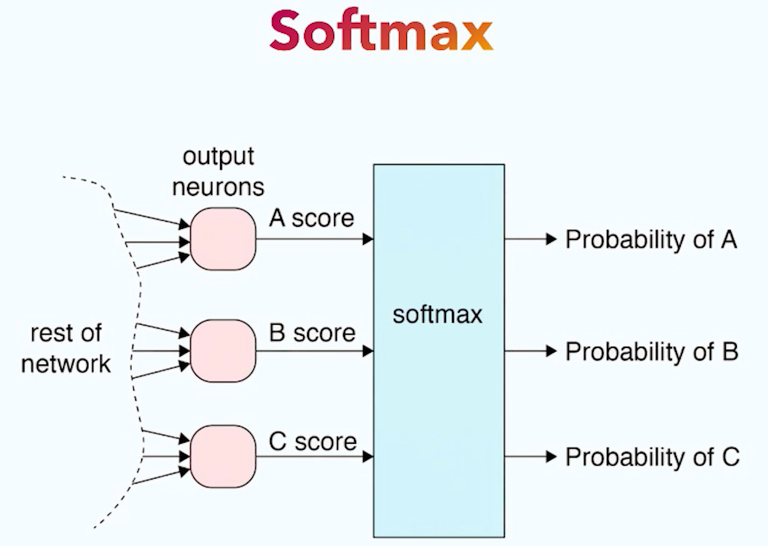 Softmax
output
neurons
A score
Probability of A
rest of
network
B score
softmax
Probability of B
C score
Probability of C